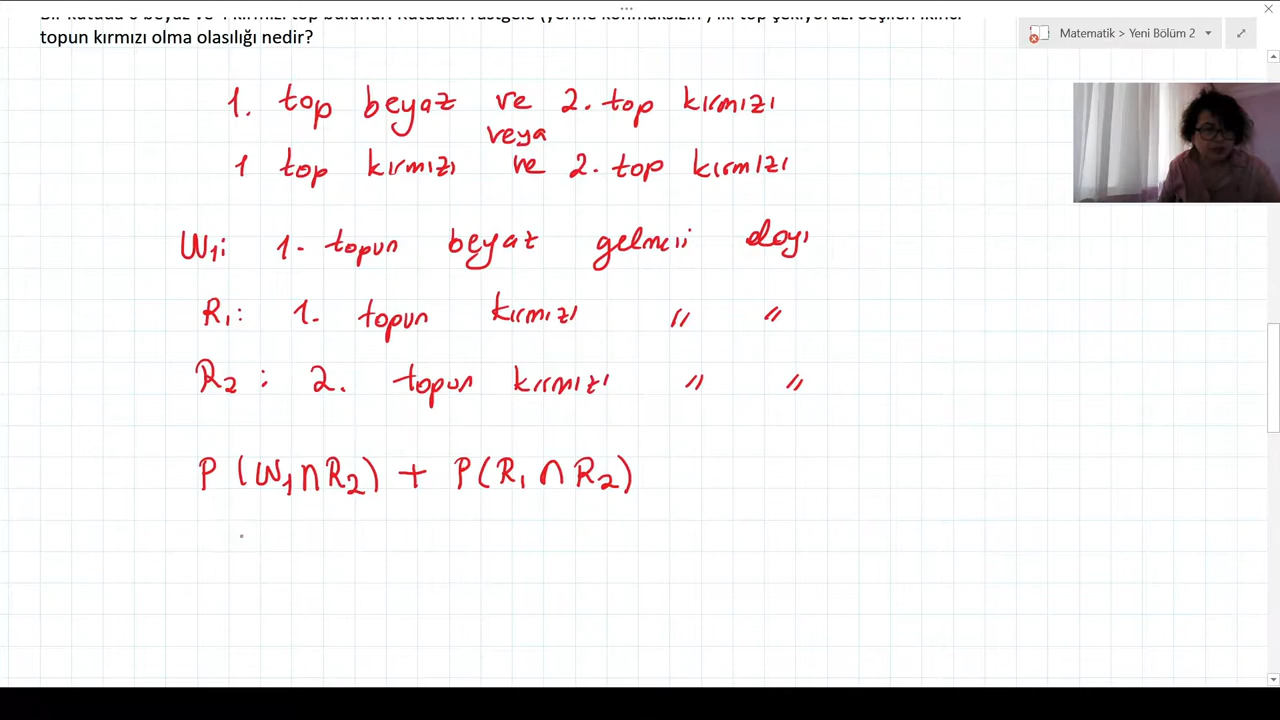 topun kırmızı olma olasılığı nedir?
Matematik > Yeni Bölüm 2
1. top beyaz ve 2. top kırmızı
veya
1 top kırmızı ve 2. top kırmızı
W1: 1. topun beyaz gelmesi olayı
R1: 1. topun kırmızı " "
R2 : 2. topun kırmızı " "
P (W1∩R2) + P(R1 ∩ R2)